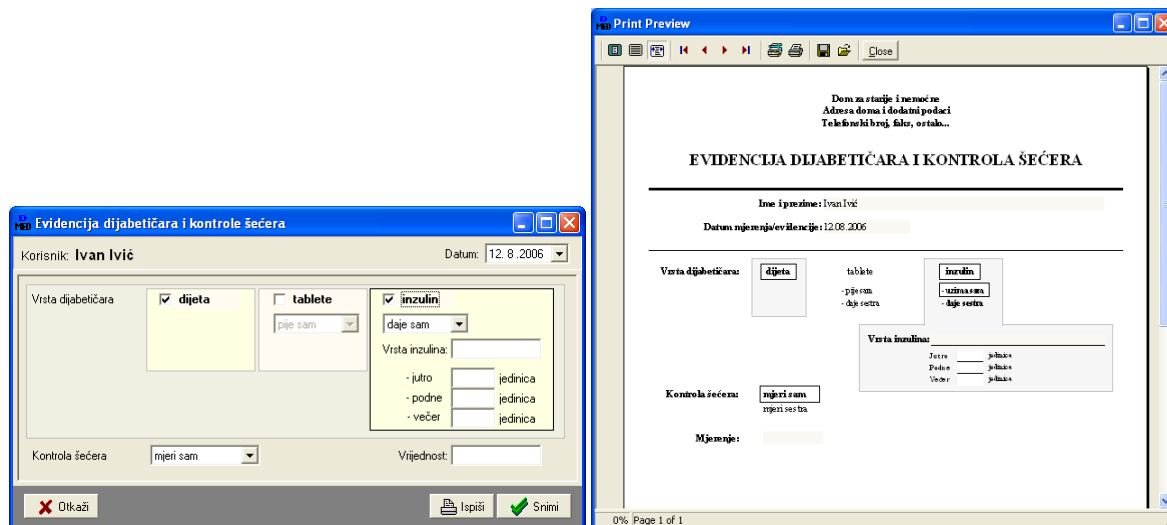 D
MED Evidencija dijabetičara i kontrole šećera
Korisnik: Ivan Ivić
Datum: 12. 8 .2006
Vrsta dijabetičara
dijeta
tablete
pije sam
inzulin
daje sam
Vrsta inzulina:
- jutro jedinica
- podne jedinica
- večer jedinica
Kontrola šećera mjeri sam
Vrijednost:
Otkaži
Ispiši
Snimi
D
MED Print Preview
Close
Dom za starije i nemoćne
Adresa doma i dodatni podaci
Telefonski broj, faks, ostalo...
EVIDENCIJA DIJABETIČARA I KONTROLA ŠEĆERA
Ime i prezime: Ivan Ivić
Datum mjerenja/evidencije: 12.08.2006
Vrsta dijabetičara: dijeta tablete inzulin
- pije sam - uzima sam
- daje sestra - daje sestra
Vrsta inzulina:
Jutro jedinica
Podne jedinica
Večer jedinica
Kontrola šećera: mjeri sam
mjeri sestra
Mjerenje:
0% Page 1 of 1